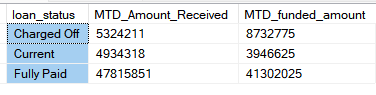 loan_status MTD_Amount_Received MTD_funded_amount
Charged Off 5324211 8732775
Current 4934318 3946625
Fully Paid 47815851 41302025